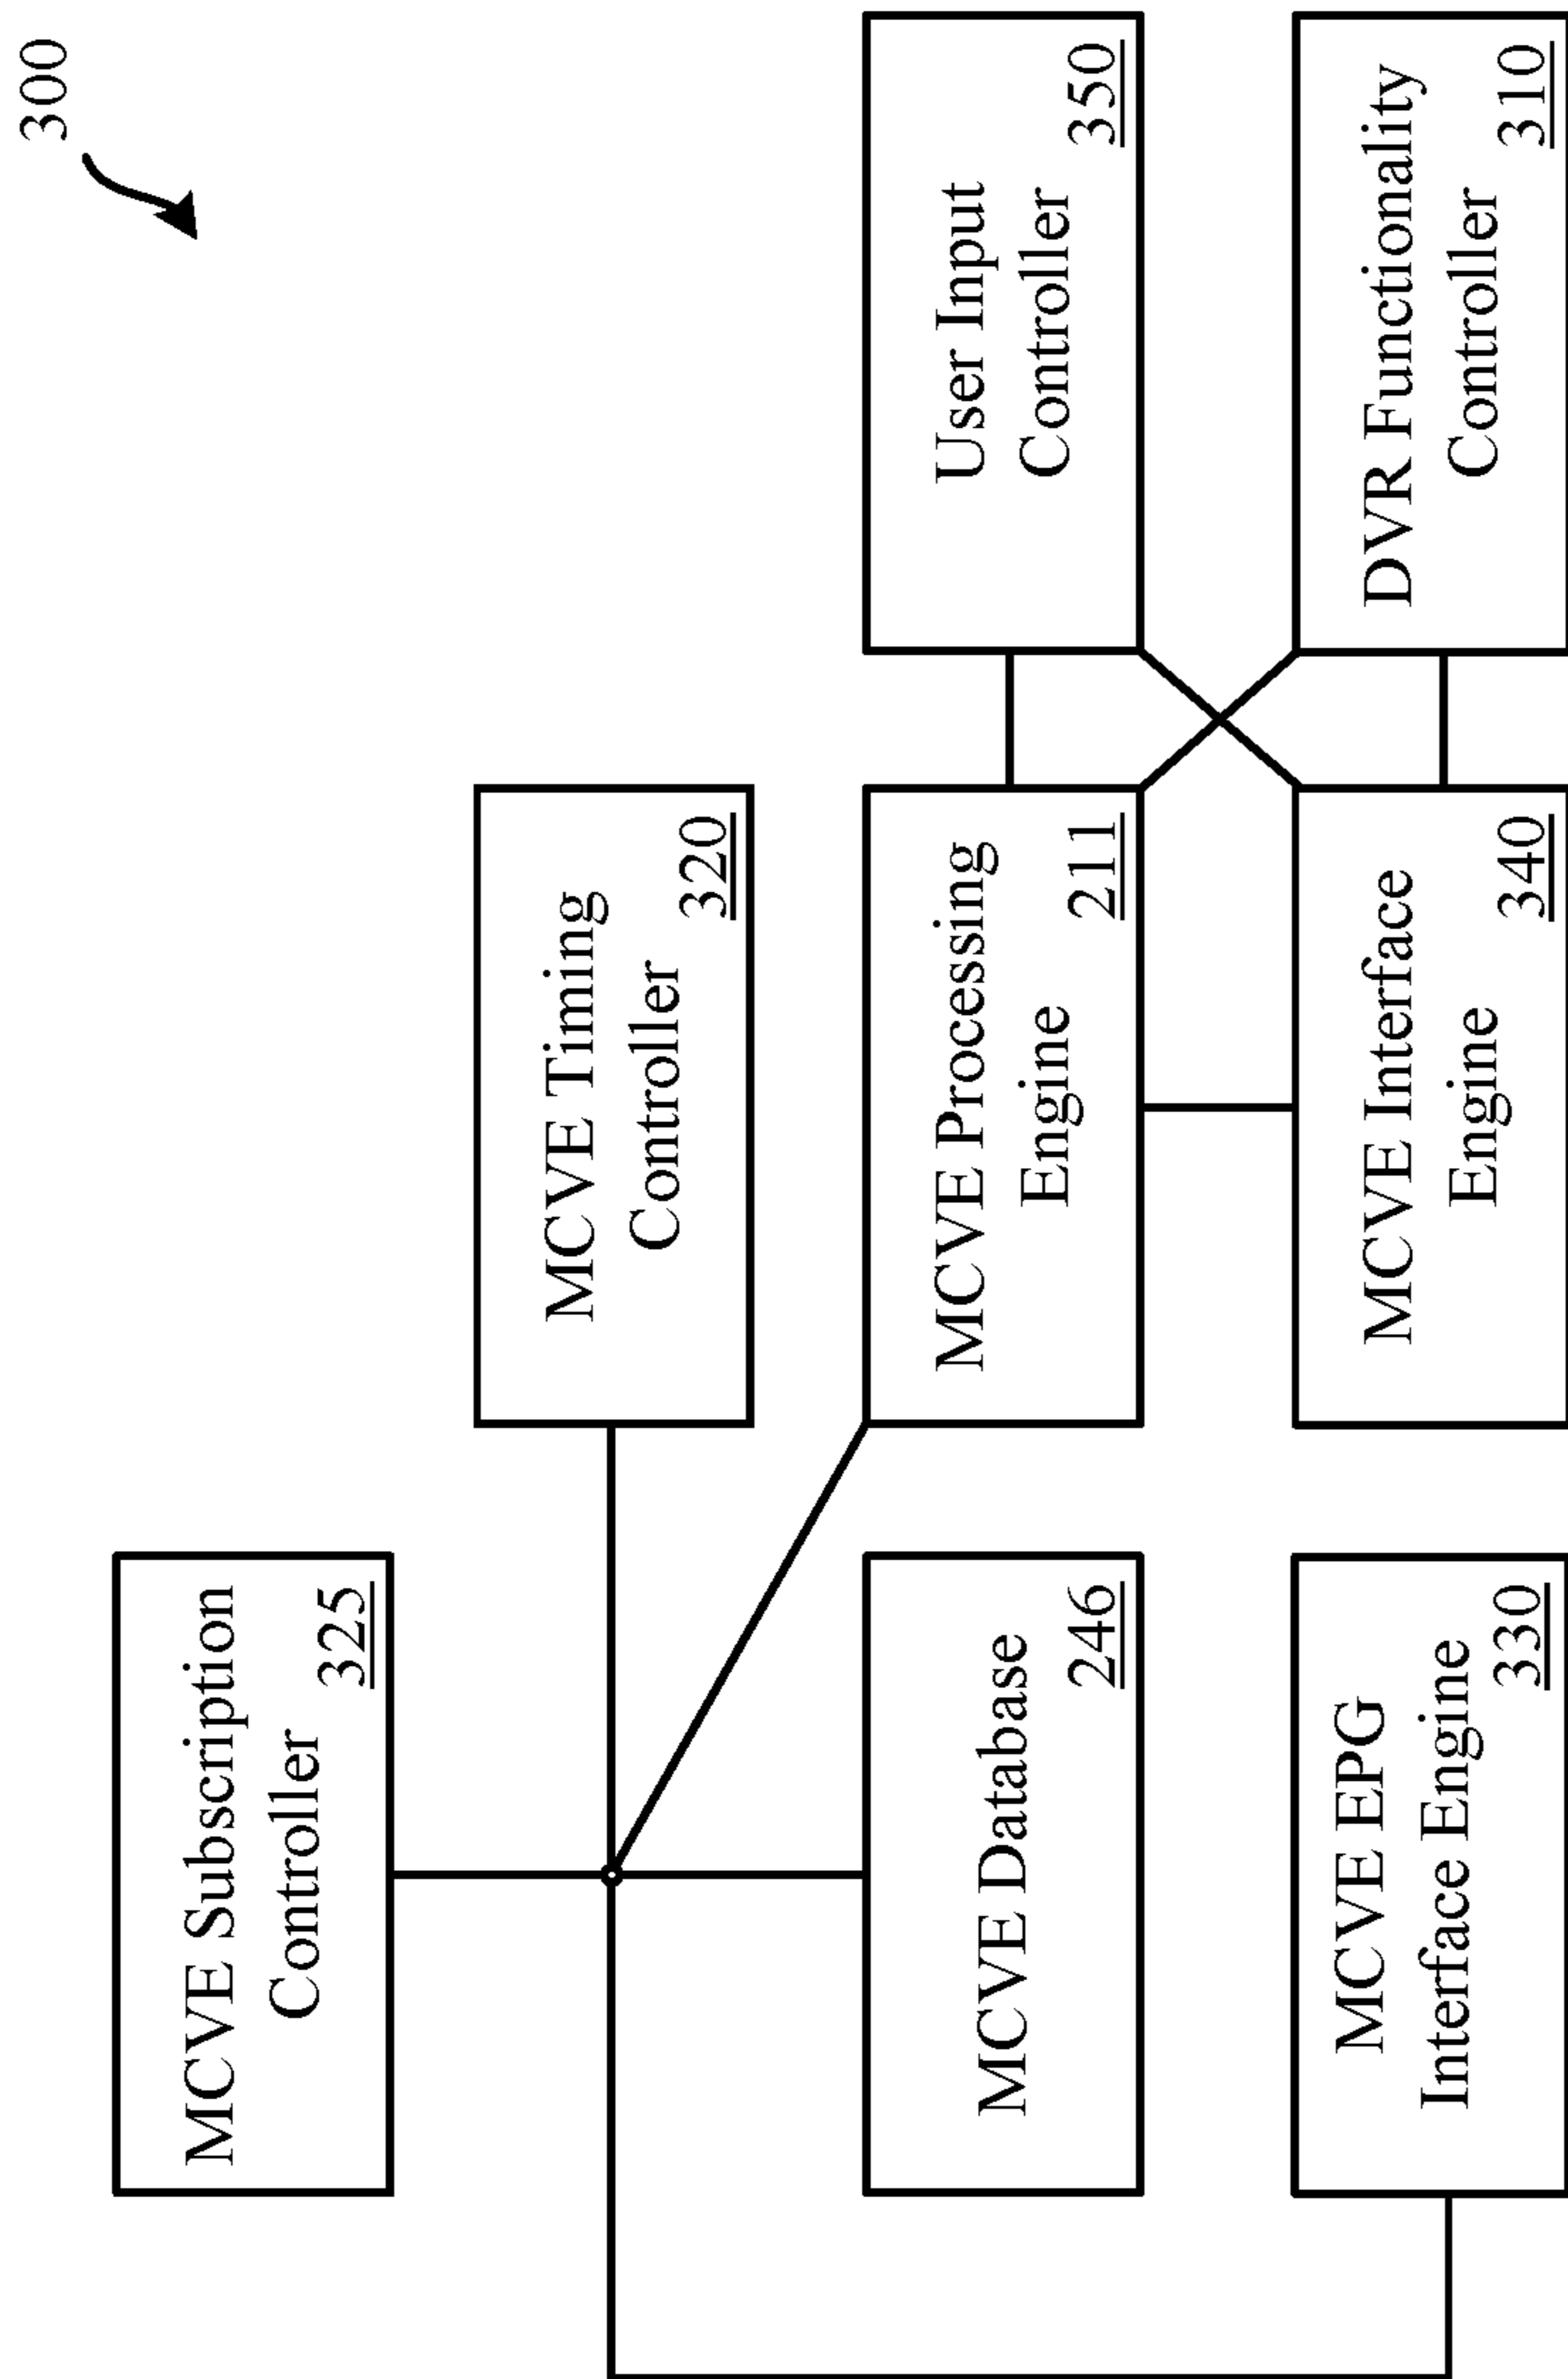 300
MCVE Subscription
Controller
325
MCVE Timing
Controller
320
MCVE Database
246
MCVE Processing
Engine
211
User Input
Controller
350
MCVE EPG
Interface Engine
330
MCVE Interface
Engine
340
DVR Functionality
Controller
310